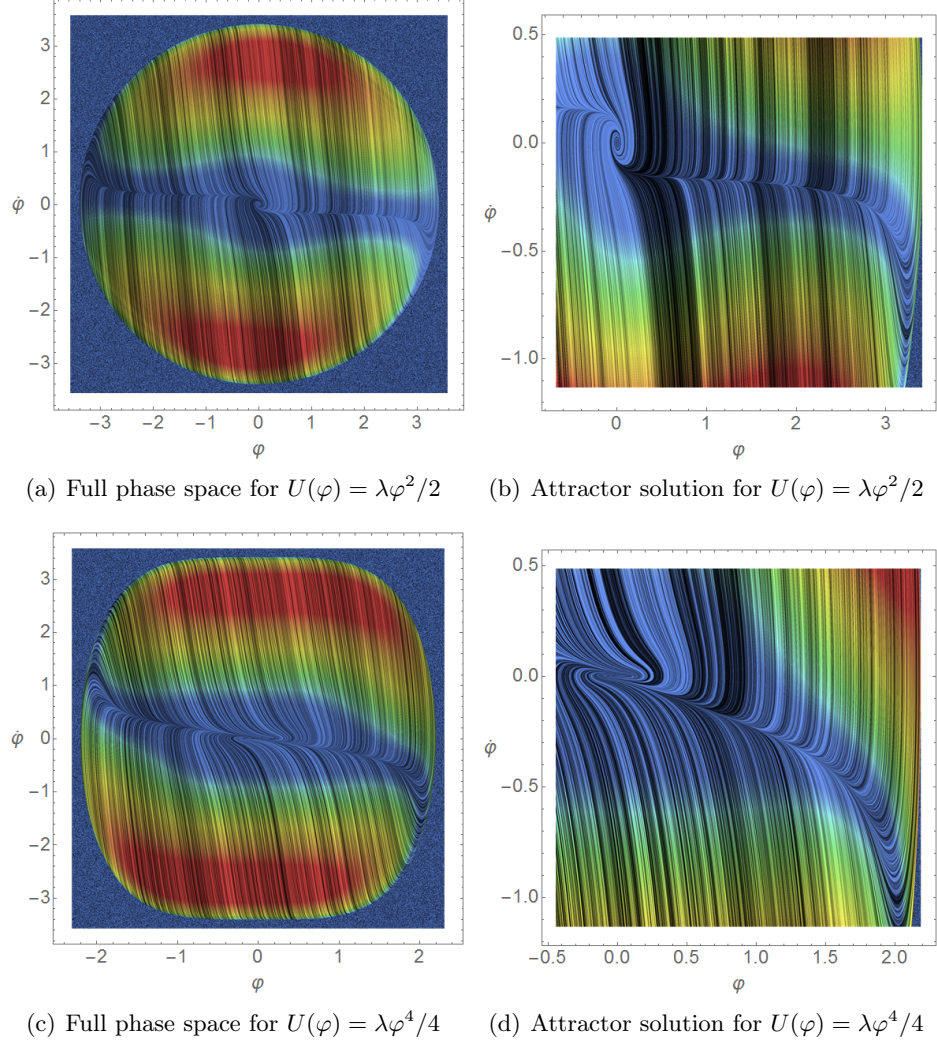 3
2
1
0
−1
−2
−3
φ̇
−3 −2 −1 0 1 2 3
φ
0.5
0.0
−0.5
−1.0
φ̇
0 1 2 3
φ
(a) Full phase space for U(φ) = λφ²/2
(b) Attractor solution for U(φ) = λφ²/2
3
2
1
0
−1
−2
−3
φ̇
−2 −1 0 1 2
φ
0.5
0.0
−0.5
−1.0
φ̇
−0.5 0.0 0.5 1.0 1.5 2.0
φ
(c) Full phase space for U(φ) = λφ⁴/4
(d) Attractor solution for U(φ) = λφ⁴/4